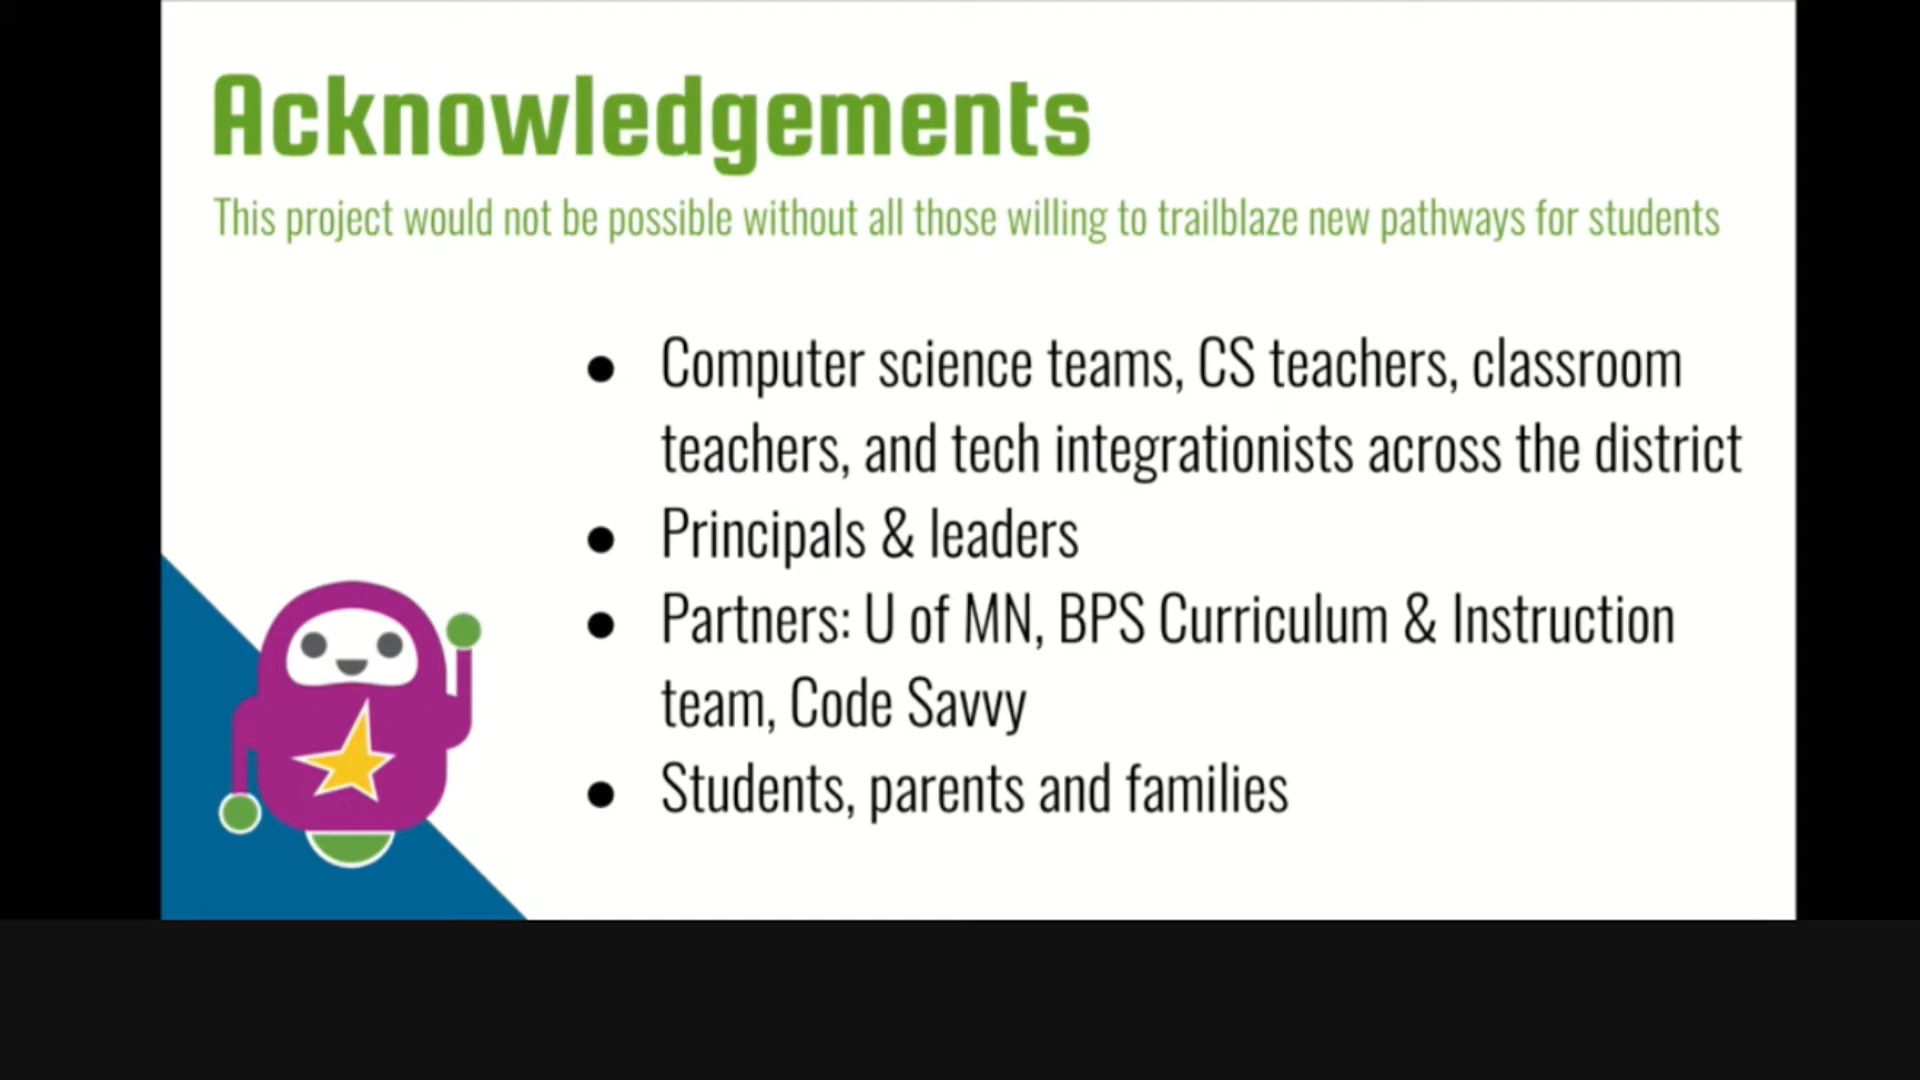 Acknowledgements
This project would not be possible without all those willing to trailblaze new pathways for students
● Computer science teams, CS teachers, classroom
teachers, and tech integrationists across the district
● Principals & leaders
● Partners: U of MN, BPS Curriculum & Instruction
team, Code Savvy
● Students, parents and families